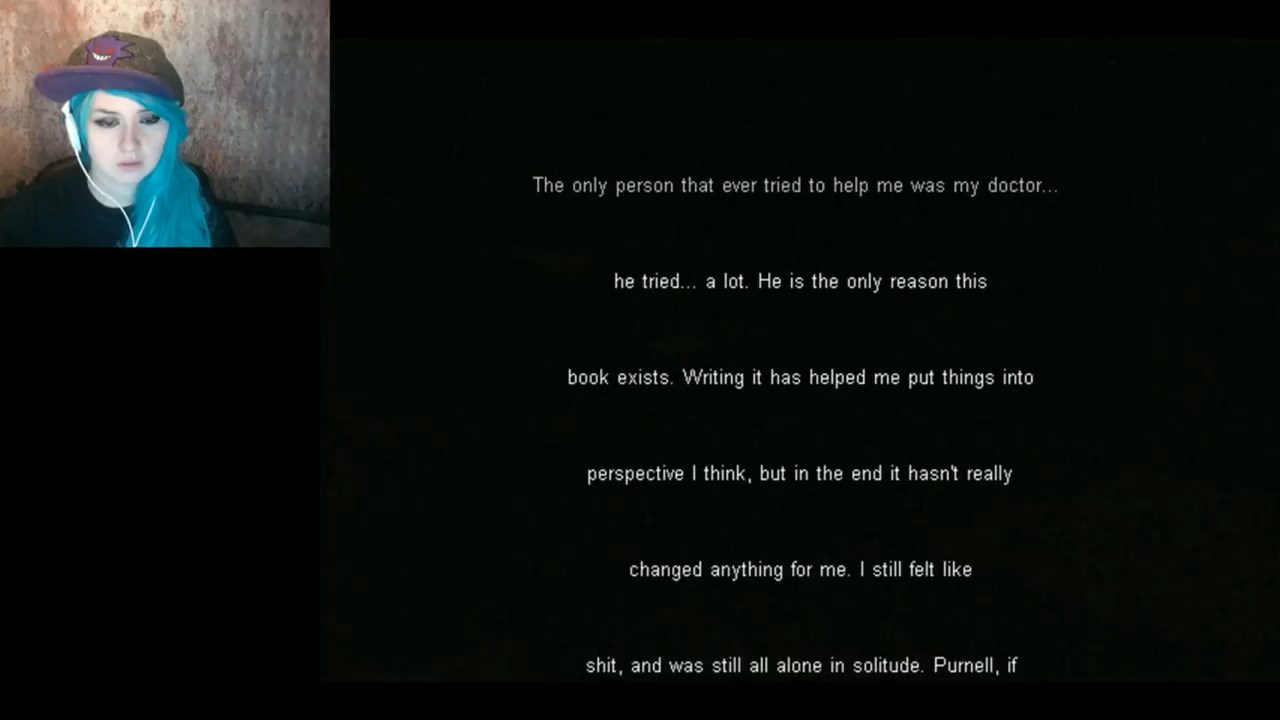 The only person that ever tried to help me was my doctor...
he tried... a lot. He is the only reason this
book exists. Writing it has helped me put things into
perspective I think, but in the end it hasn't really
changed anything for me. I still felt like
shit, and was still all alone in solitude. Purnell, if